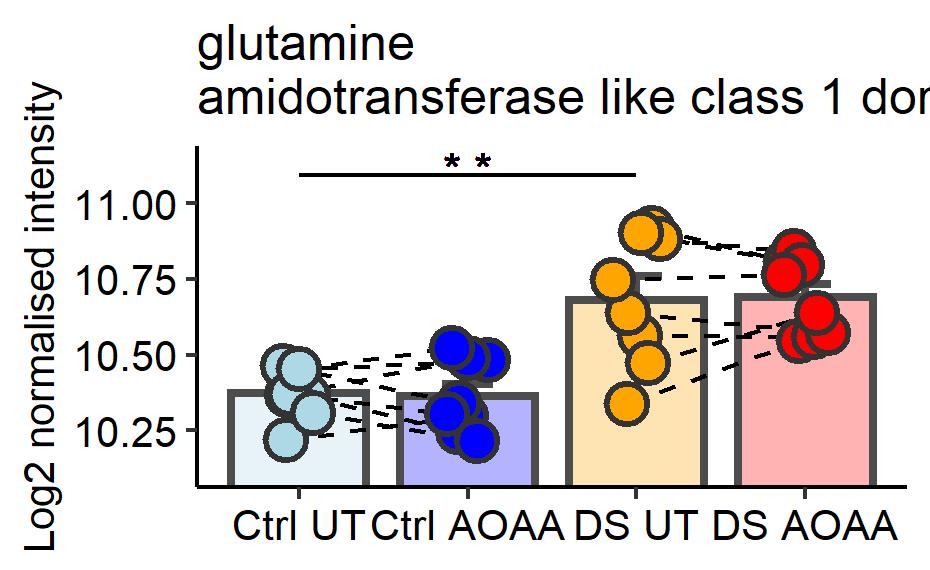 glutamine
amidotransferase like class 1 dor
**
Log2 normalised intensity
11.00
10.75
10.50
10.25
Ctrl UT Ctrl AOAA DS UT DS AOAA